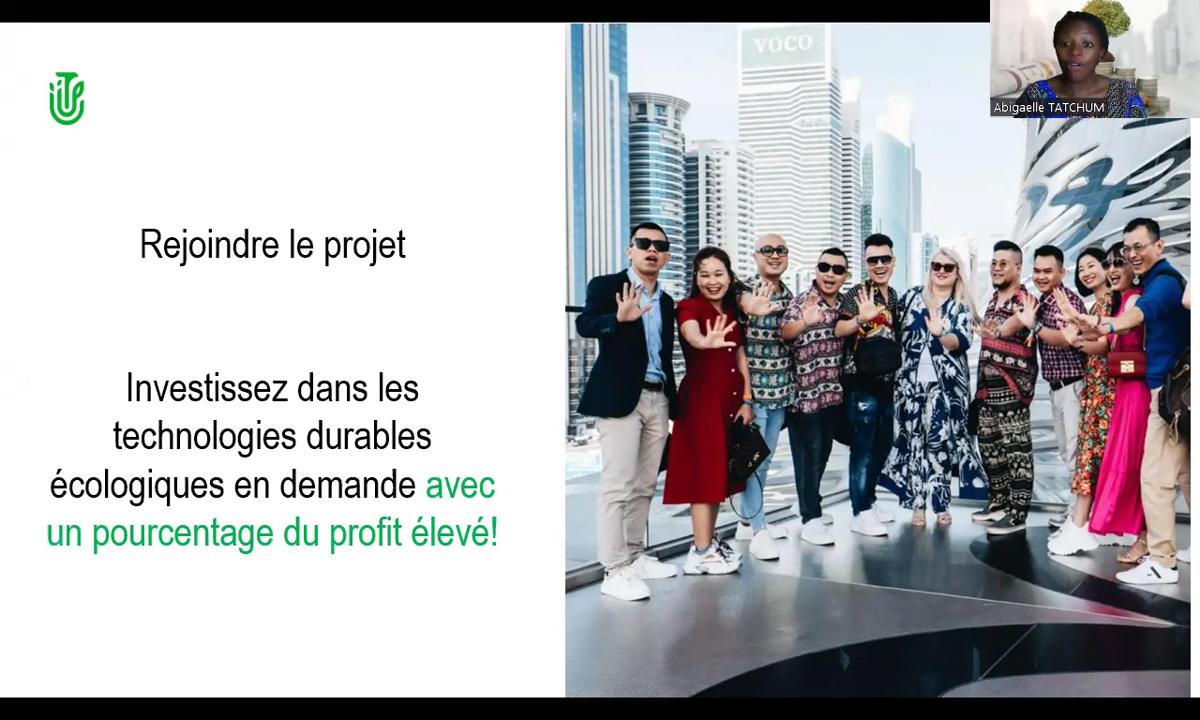 VOCO
Abigaelle TATCHUM
Rejoindre le projet
Investissez dans les
technologies durables
écologiques en demande avec
un pourcentage du profit élevé!